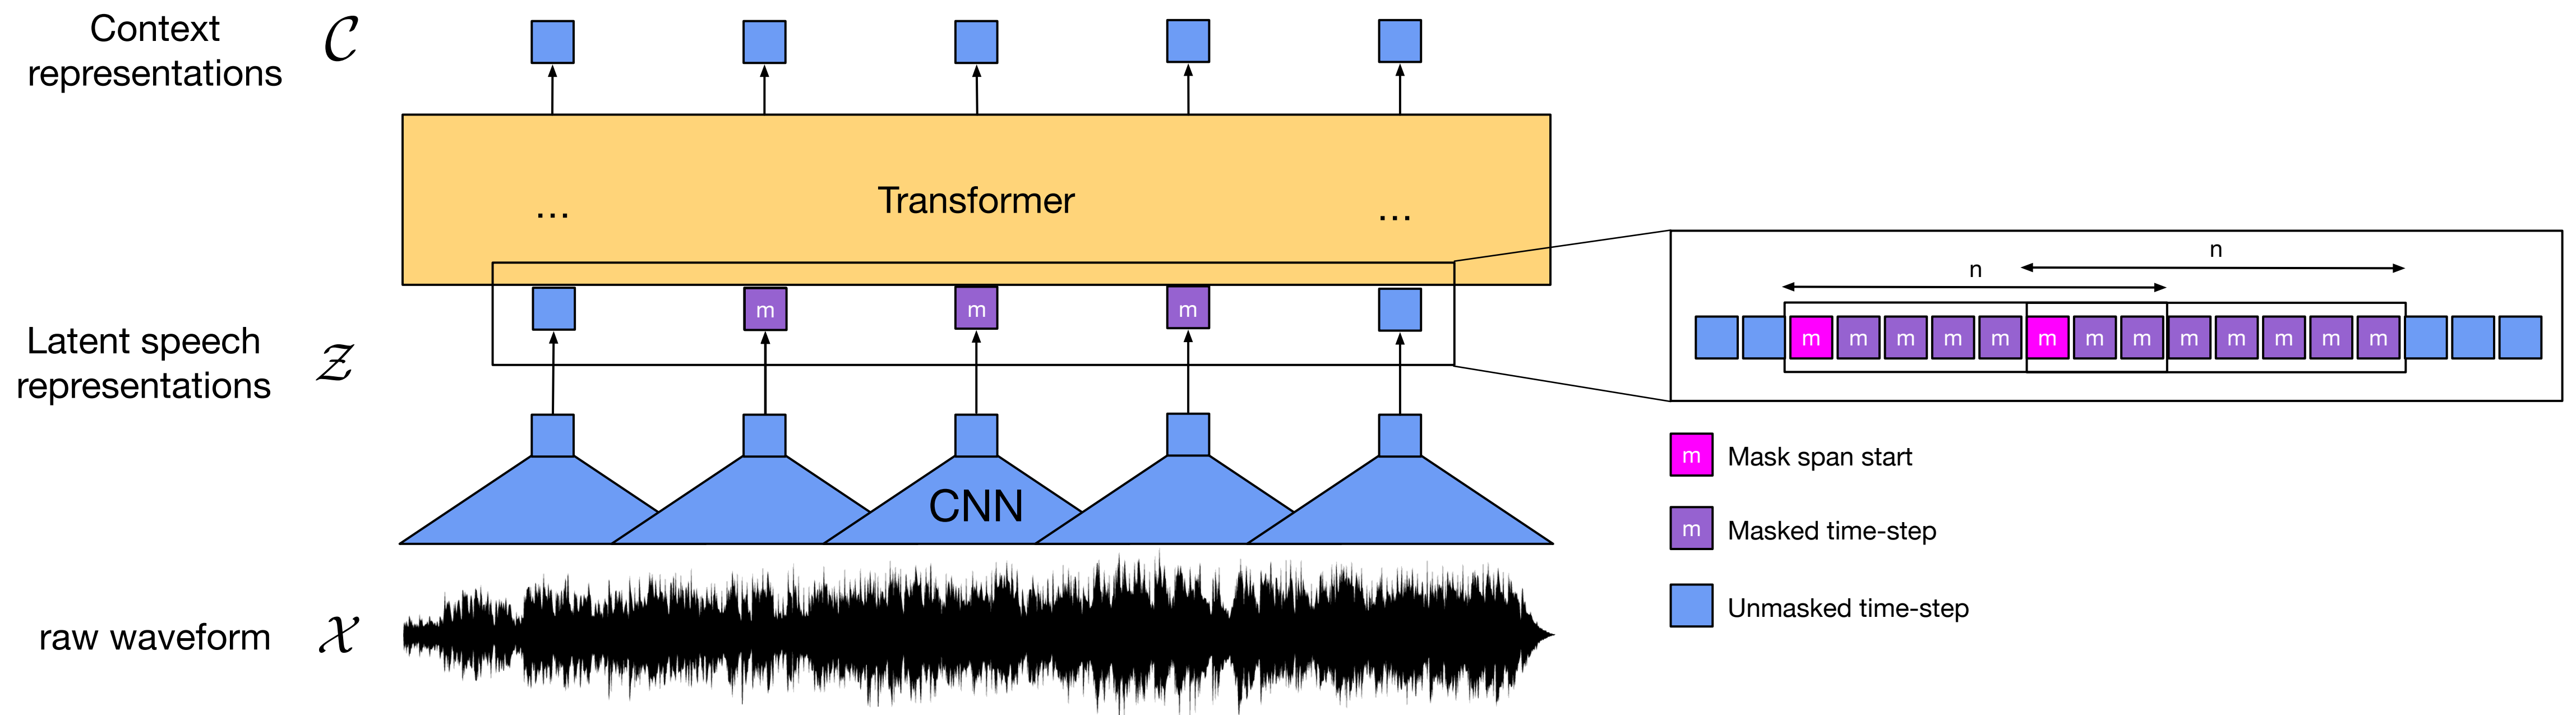 Context
representations
C
Transformer
...
...
m
m
m
Latent speech
representations
Z
CNN
raw waveform
X
n
n
m
m
m
m
m
m
m
m
m
m
m
m
m
m Mask span start
m Masked time-step
Unmasked time-step